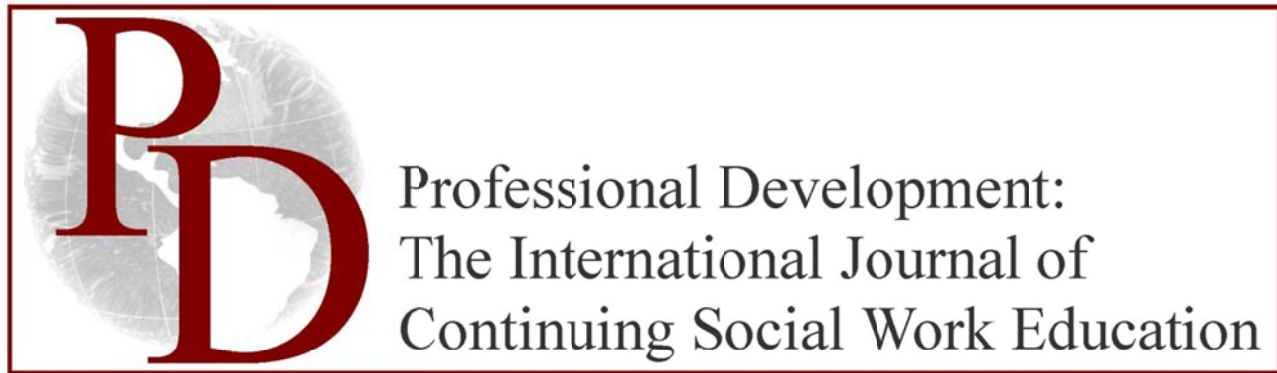 PD
Professional Development:
The International Journal of
Continuing Social Work Education